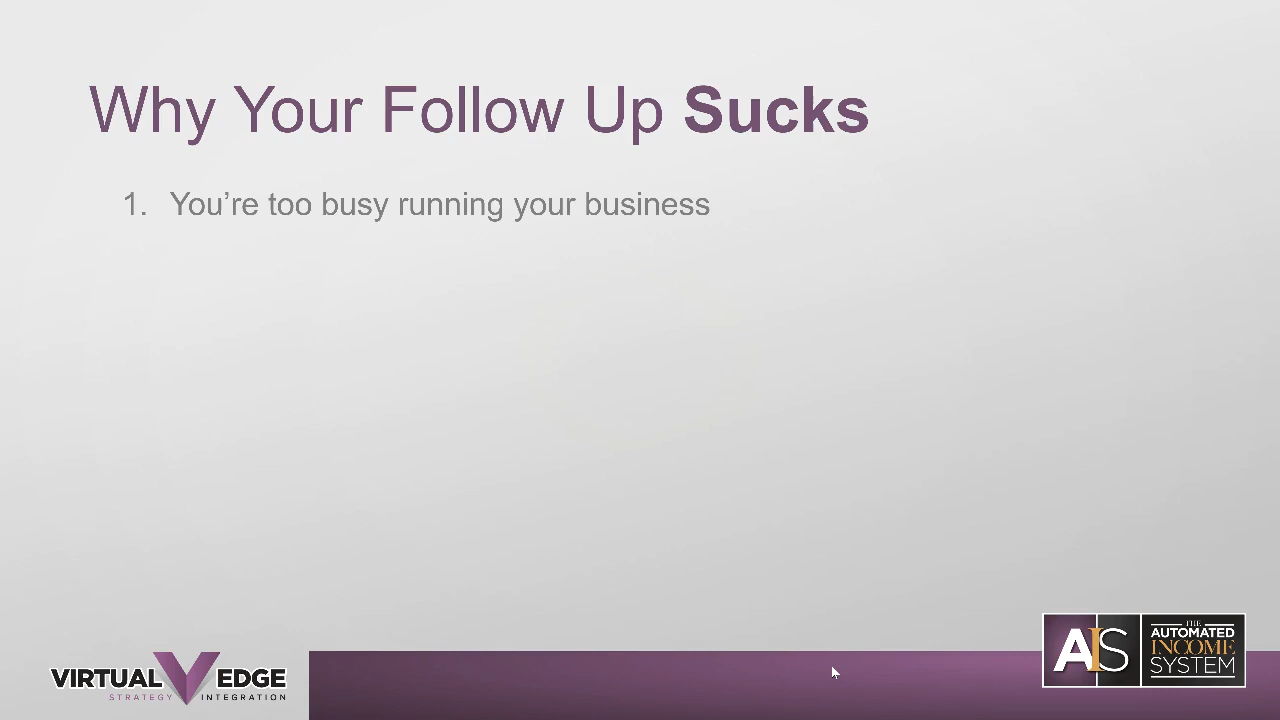 Why Your Follow Up Sucks
1. You’re too busy running your business
VIRTUAL V EDGE
STRATEGY INTEGRATION
AIS
THE
AUTOMATED
INCOME
SYSTEM